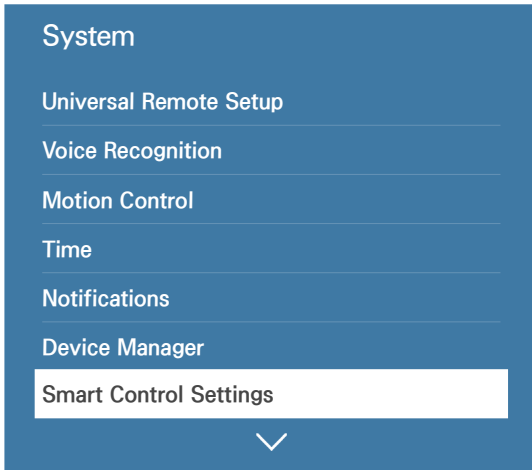 System
Universal Remote Setup
Voice Recognition
Motion Control
Time
Notifications
Device Manager
Smart Control Settings